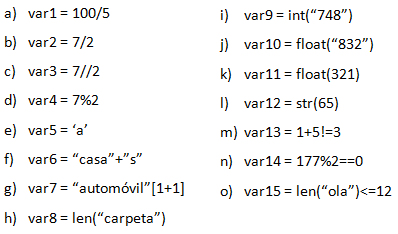 a) var1 = 100/5
b) var2 = 7/2
c) var3 = 7//2
d) var4 = 7%2
e) var5 = ‘a’
f) var6 = “casa”+”s”
g) var7 = “automóvil”[1+1]
h) var8 = len(“carpeta”)
i) var9 = int(“748”)
j) var10 = float(“832”)
k) var11 = float(321)
l) var12 = str(65)
m) var13 = 1+5!=3
n) var14 = 177%2==0
o) var15 = len(“ola”)<=12